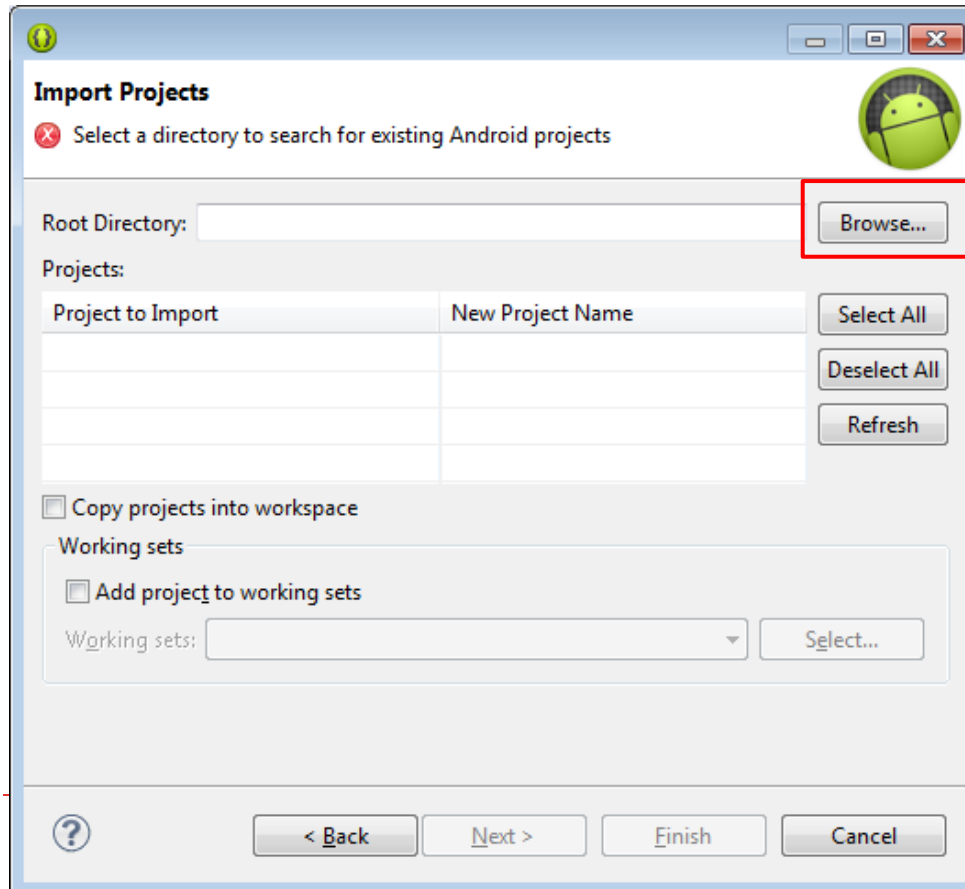 Import Projects
Select a directory to search for existing Android projects
Root Directory: Browse...
Projects:
Project to Import New Project Name Select All
Deselect All
Refresh
Copy projects into workspace
Working sets
Add project to working sets
Working sets: Select...
? < Back Next > Finish Cancel